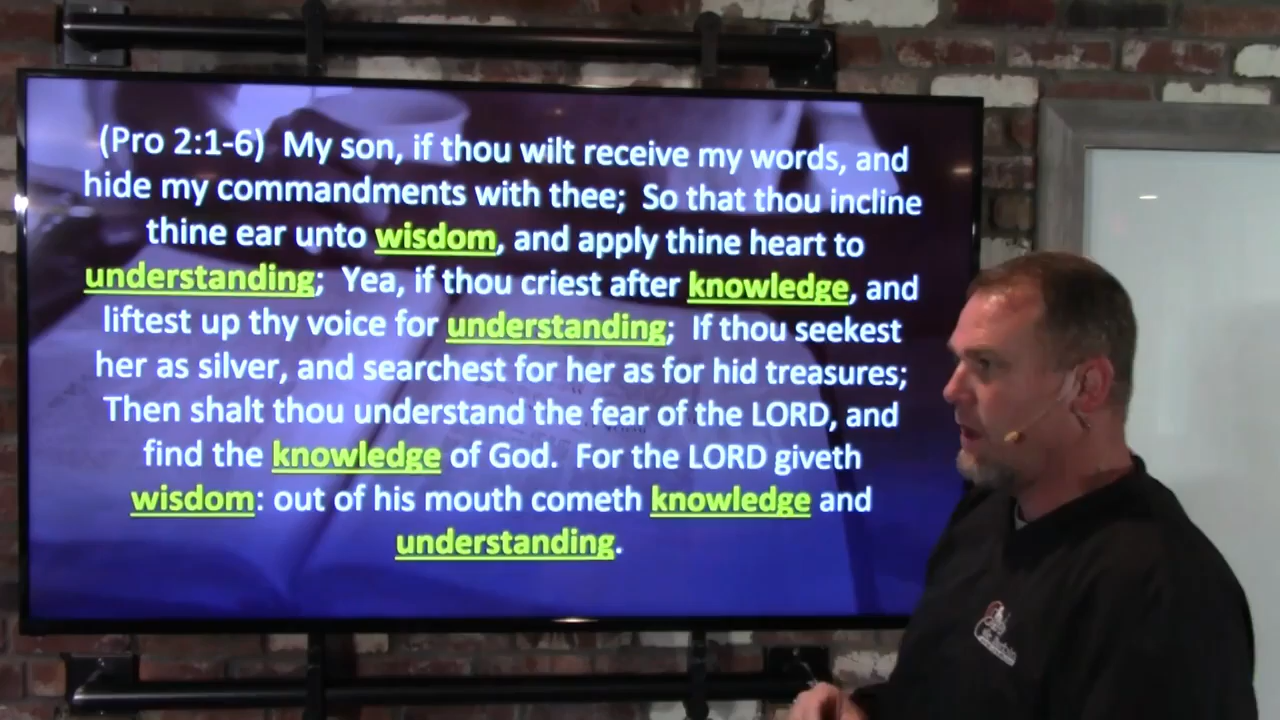 (Pro 2:1-6)  My son, if thou wilt receive my words, and
hide my commandments with thee;  So that thou incline
thine ear unto wisdom, and apply thine heart to
understanding;  Yea, if thou criest after knowledge, and
liftest up thy voice for understanding;  If thou seekest
her as silver, and searchest for her as for hid treasures;
Then shalt thou understand the fear of the LORD, and
find the knowledge of God.  For the LORD giveth
wisdom: out of his mouth cometh knowledge and
understanding.